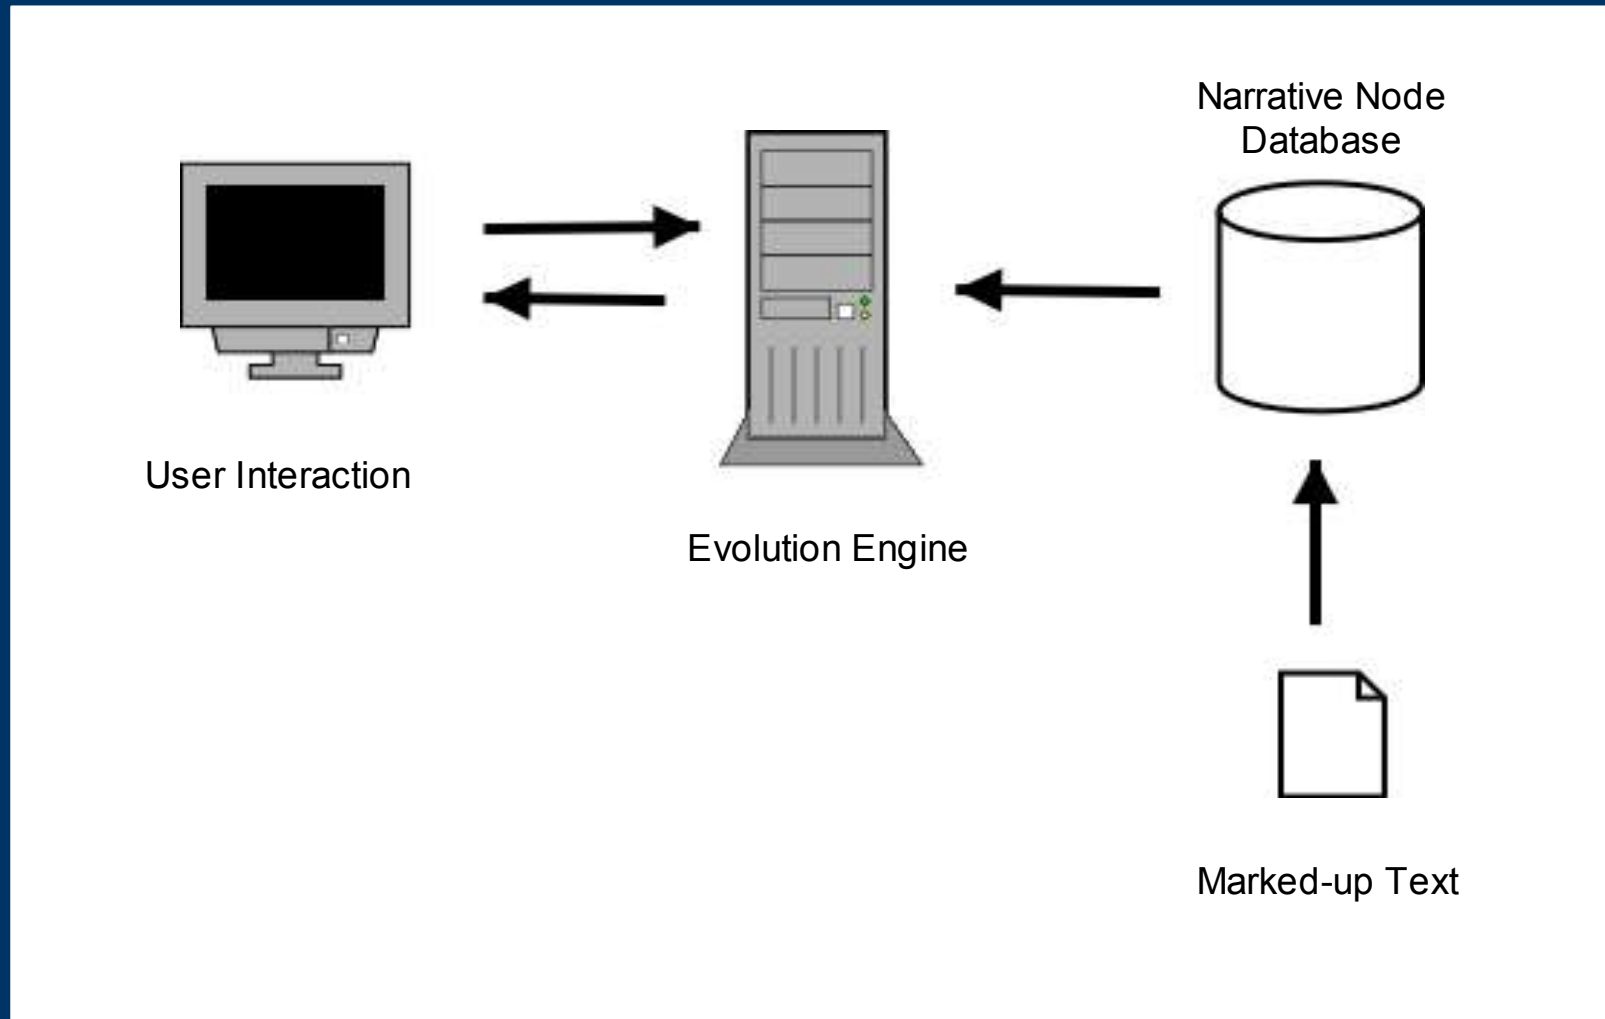 Narrative Node
Database
User Interaction
Evolution Engine
Marked-up Text